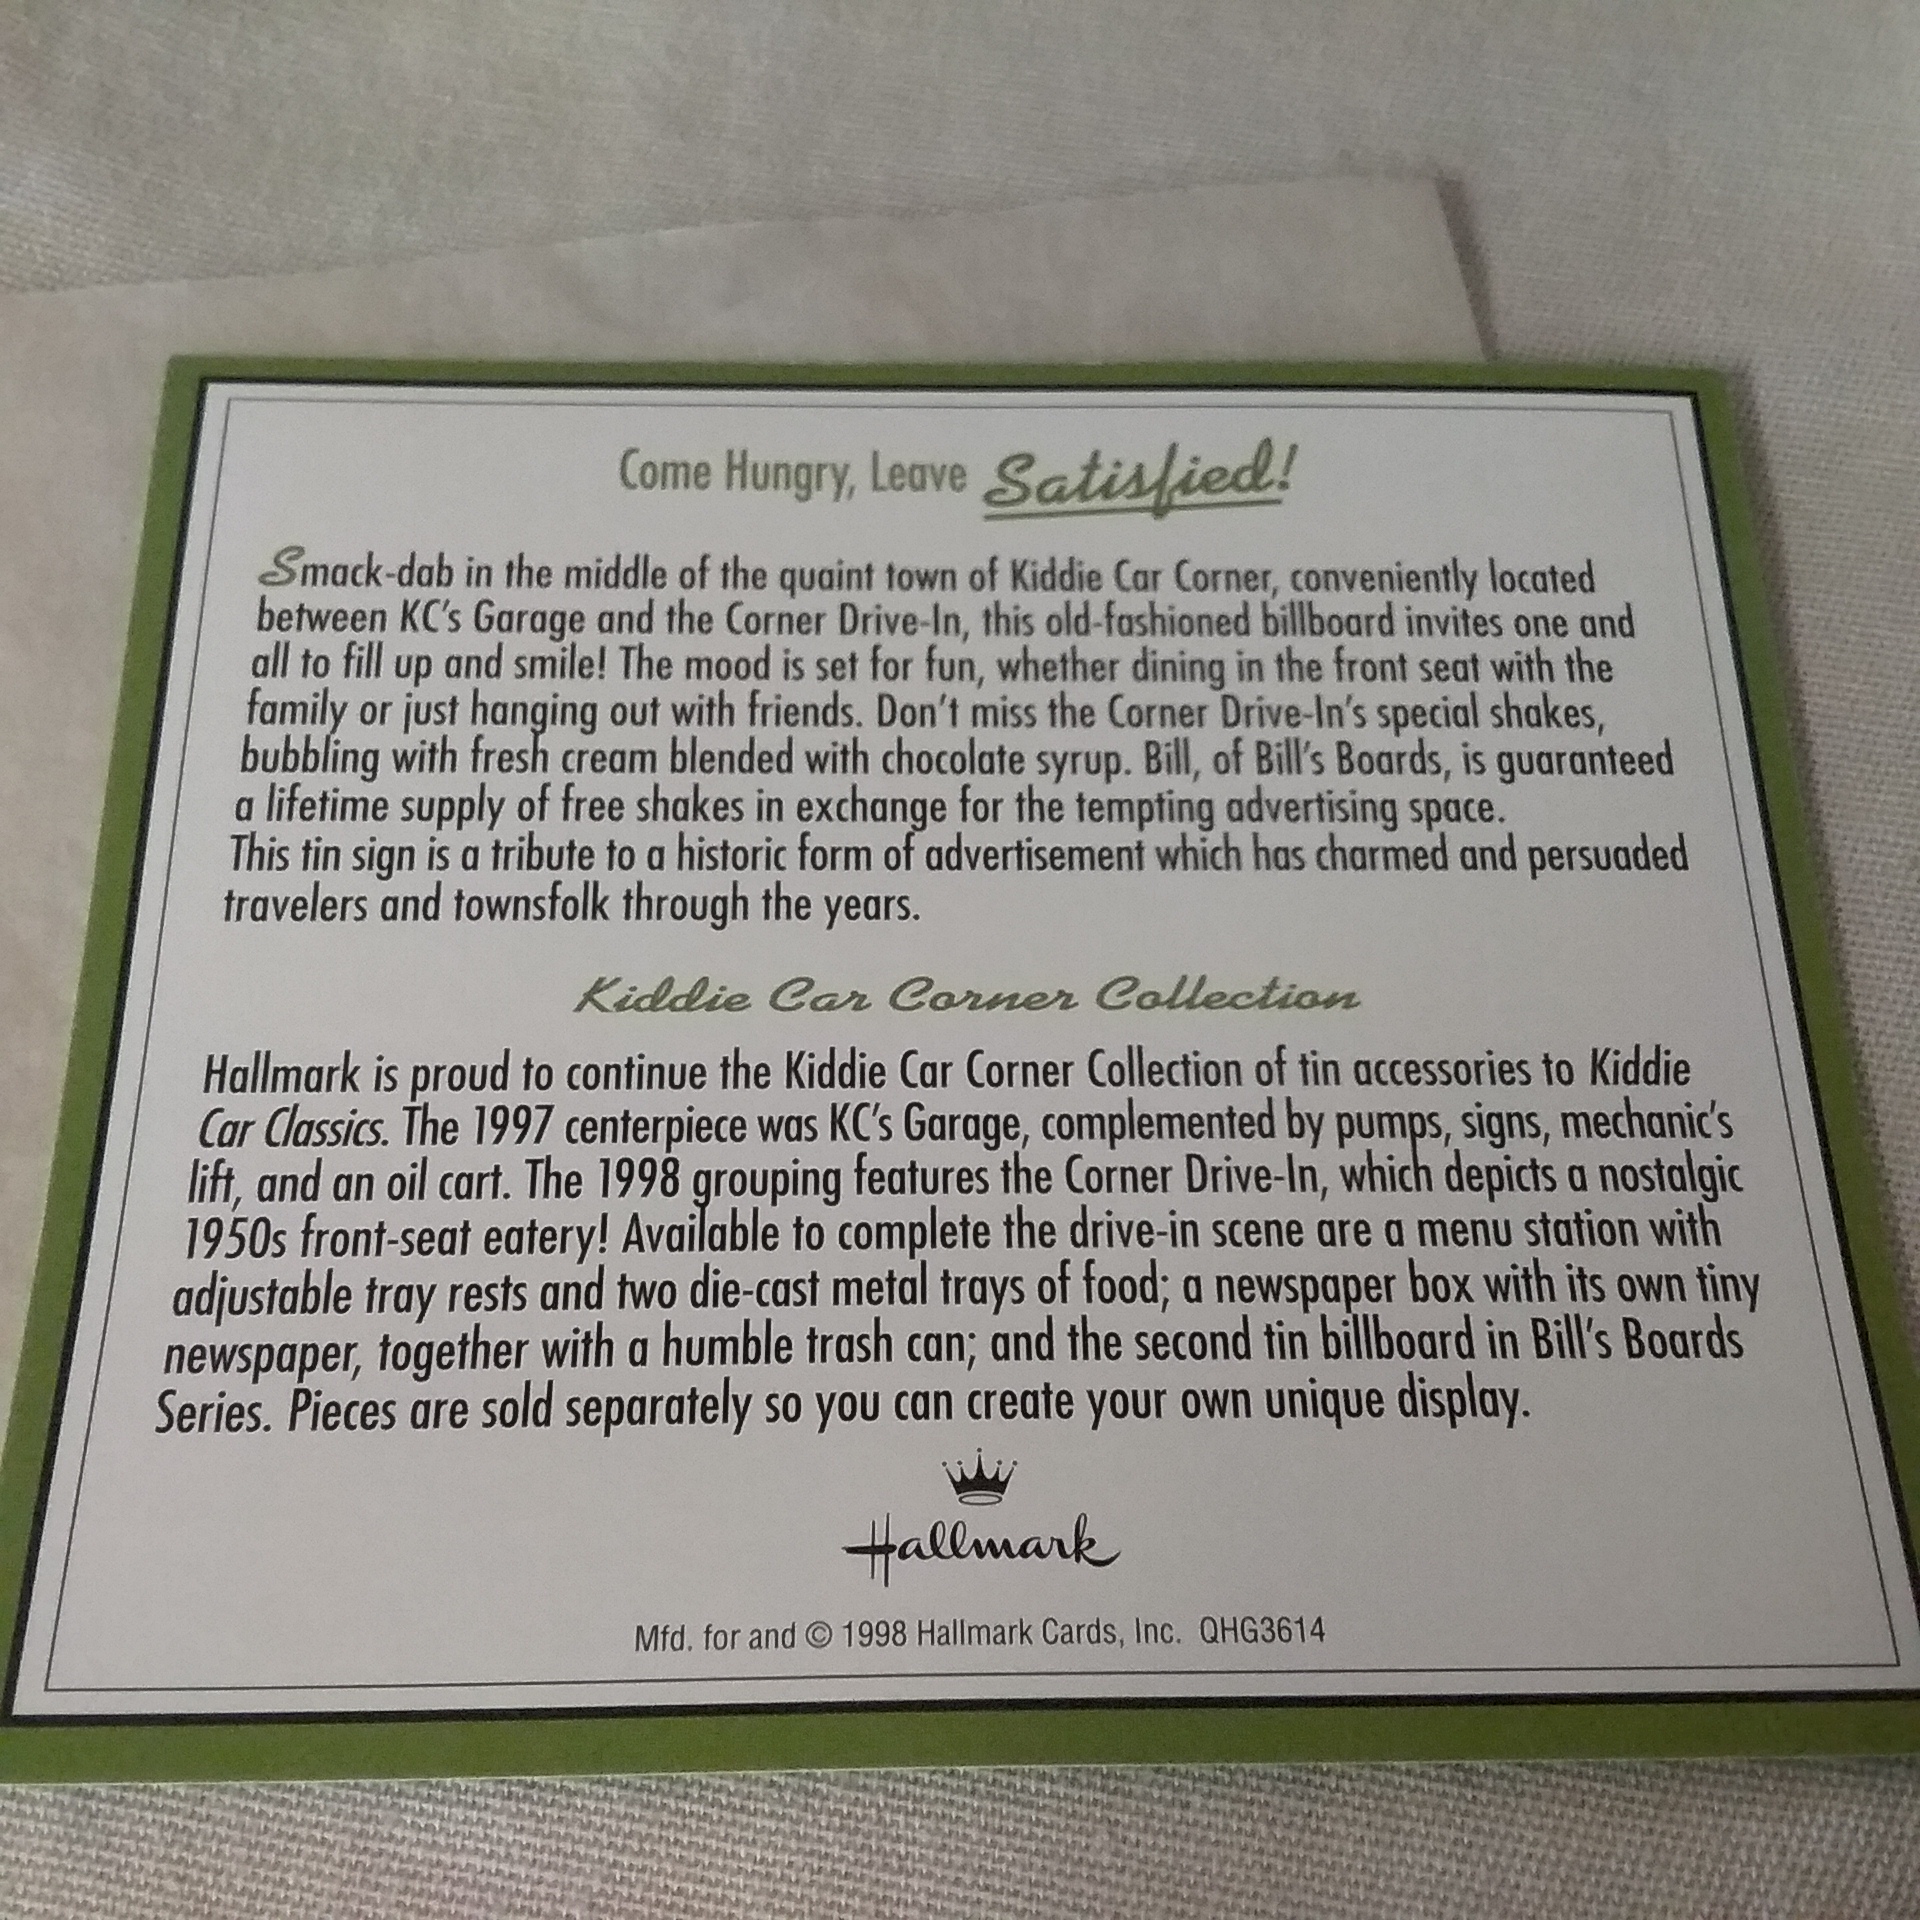 Come Hungry, Leave Satisfied!
Smack-dab in the middle of the quaint town of Kiddie Car Corner, conveniently located
between KC's Garage and the Corner Drive-In, this old-fashioned billboard invites one and
all to fill up and smile! The mood is set for fun, whether dining in the front seat with the
family or just hanging out with friends. Don't miss the Corner Drive-In's special shakes,
bubbling with fresh cream blended with chocolate syrup. Bill, of Bill's Boards, is guaranteed
a lifetime supply of free shakes in exchange for the tempting advertising space.
This tin sign is a tribute to a historic form of advertisement which has charmed and persuaded
travelers and townsfolk through the years.
Kiddie Car Corner Collection
Hallmark is proud to continue the Kiddie Car Corner Collection of tin accessories to Kiddie
Car Classics. The 1997 centerpiece was KC's Garage, complemented by pumps, signs, mechanic's
lift, and an oil cart. The 1998 grouping features the Corner Drive-In, which depicts a nostalgic
1950s front-seat eatery! Available to complete the drive-in scene are a menu station with
adjustable tray rests and two die-cast metal trays of food; a newspaper box with its own tiny
newspaper, together with a humble trash can; and the second tin billboard in Bill's Boards
Series. Pieces are sold separately so you can create your own unique display.
Hallmark
Mfd. for and © 1998 Hallmark Cards, Inc. QHG3614